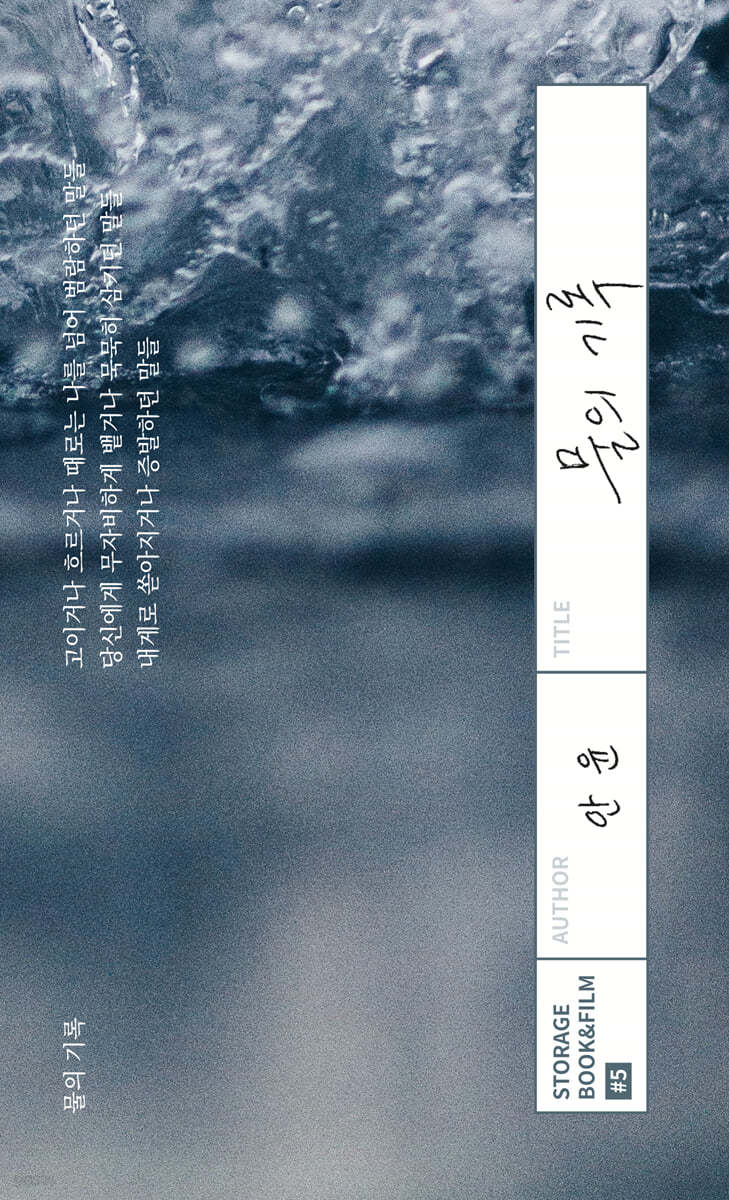 물의 기록
고이거나 흐르거나 때로는 나를 넘어 범람하던 말들
당신에게 무자비하게 뱉거나 묵묵히 삼키던 말들
내게로 쏟아지거나 증발하던 말들
STORAGE
BOOK&FILM
#5
AUTHOR
안 윤
TITLE
물의 기록